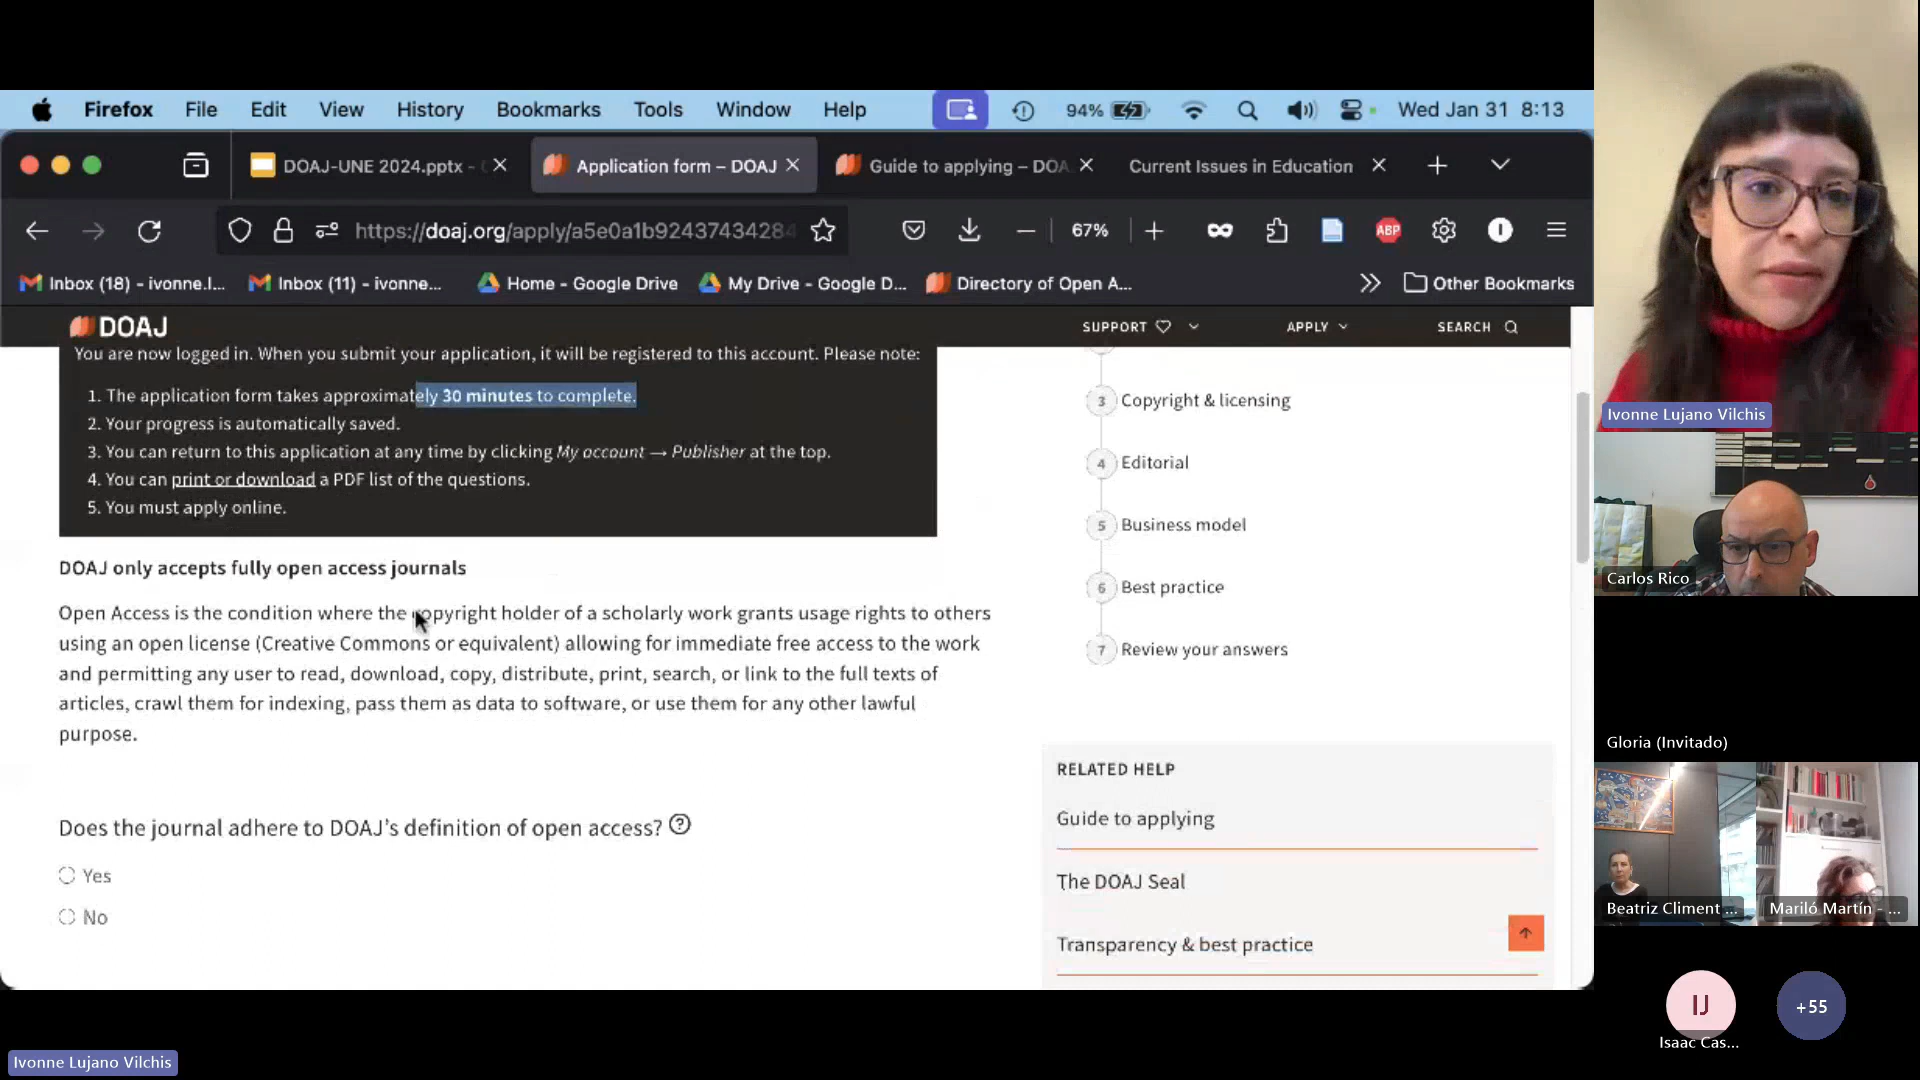 Firefox File Edit View History Bookmarks Tools Window Help 94% Wed Jan 31 8:13
DOAJ-UNE 2024.pptx - Application form – DOAJ Guide to applying – DOA Current Issues in Education
https://doaj.org/apply/a5e0a1b92437434284 67% ABP I
Inbox (18) - ivonne.l... Inbox (11) - ivonne... Home - Google Drive My Drive - Google D... Directory of Open A... Other Bookmarks
DOAJ SUPPORT APPLY SEARCH
You are now logged in. When you submit your application, it will be registered to this account. Please note:
1. The application form takes approximately 30 minutes to complete.
2. Your progress is automatically saved.
3. You can return to this application at any time by clicking My account → Publisher at the top.
4. You can print or download a PDF list of the questions.
5. You must apply online.
DOAJ only accepts fully open access journals
Open Access is the condition where the copyright holder of a scholarly work grants usage rights to others
using an open license (Creative Commons or equivalent) allowing for immediate free access to the work
and permitting any user to read, download, copy, distribute, print, search, or link to the full texts of
articles, crawl them for indexing, pass them as data to software, or use them for any other lawful
purpose.
Does the journal adhere to DOAJ’s definition of open access? ?
Yes
No
3 Copyright & licensing
4 Editorial
5 Business model
6 Best practice
7 Review your answers
RELATED HELP
Guide to applying
The DOAJ Seal
Transparency & best practice
Ivonne Lujano Vilchis
Carlos Rico
Gloria (Invitado)
Beatriz Climent ...
Mariló Martín - ...
IJ
Isaac Cas...
+55
Ivonne Lujano Vilchis